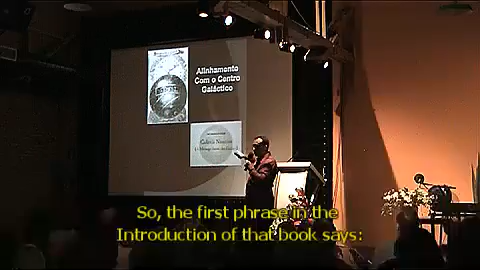 Alinhamento
Com o Centro
Galáctico
So, the first phrase in the
Introduction of that book says: